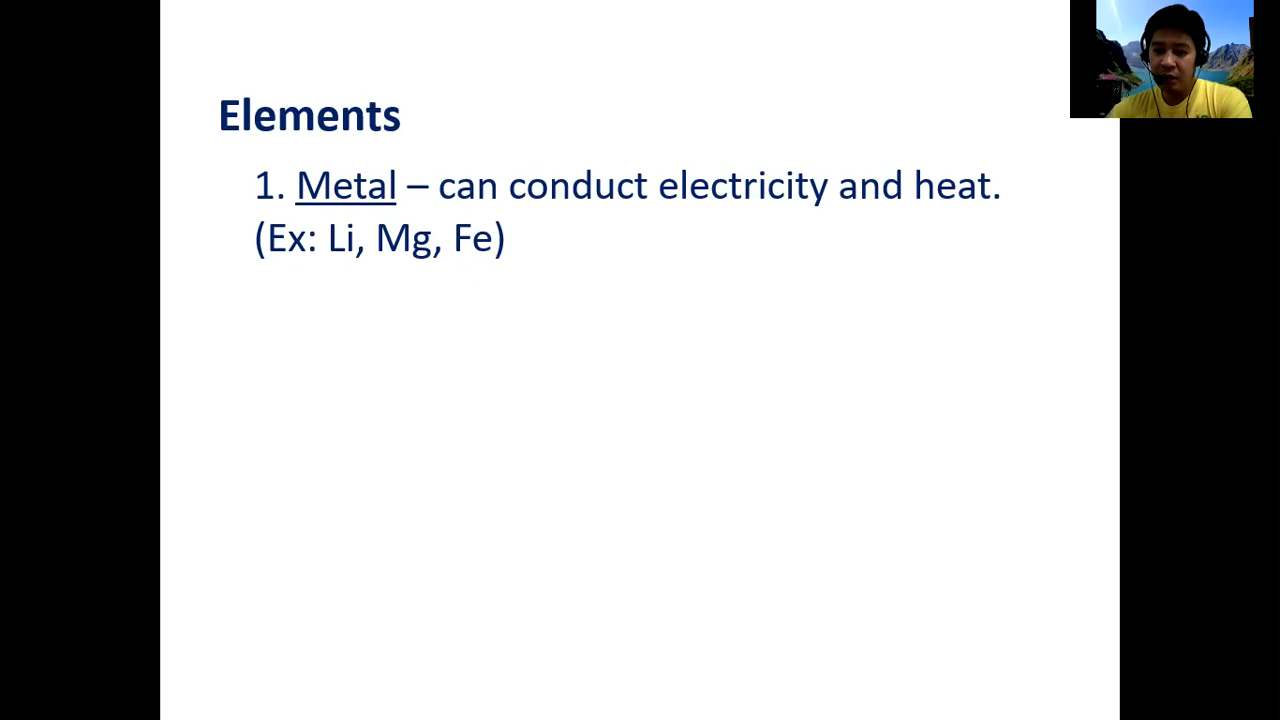 Elements
1. Metal – can conduct electricity and heat.
(Ex: Li, Mg, Fe)